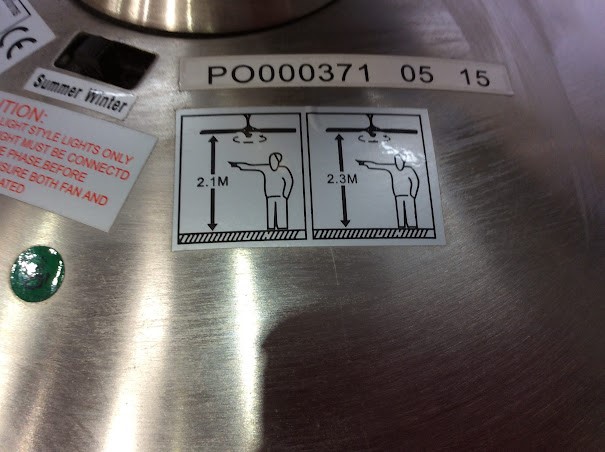 CE
Summer Winter
PO000371 05 15
TION:
LIGHT STYLE LIGHTS ONLY
GHT MUST BE CONNECTD
E PHASE.BEFORE
SURE BOTH FAN AND
ATED
2.1M
2.3M